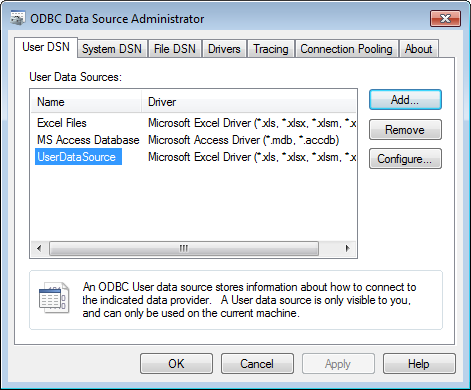 ODBC Data Source Administrator
User DSN System DSN File DSN Drivers Tracing Connection Pooling About
User Data Sources:
Name Driver
Add...
Excel Files Microsoft Excel Driver (*.xls, *.xlsx, *.xlsm, *.x
MS Access Database Microsoft Access Driver (*.mdb, *.accdb)
Remove
UserDataSource Microsoft Excel Driver (*.xls, *.xlsx, *.xlsm, *.x
Configure...
An ODBC User data source stores information about how to connect to
the indicated data provider. A User data source is only visible to you,
and can only be used on the current machine.
OK Cancel Apply Help